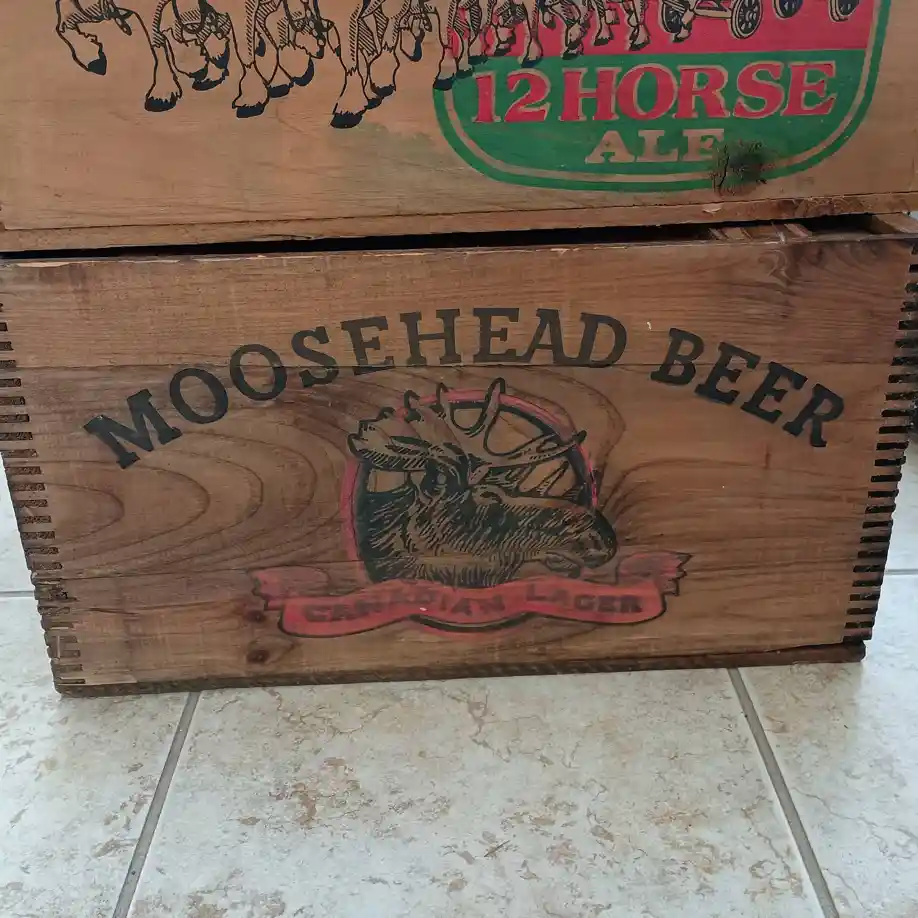 12 HORSE
ALE
MOOSEHEAD BEER
CANADIAN LAGER